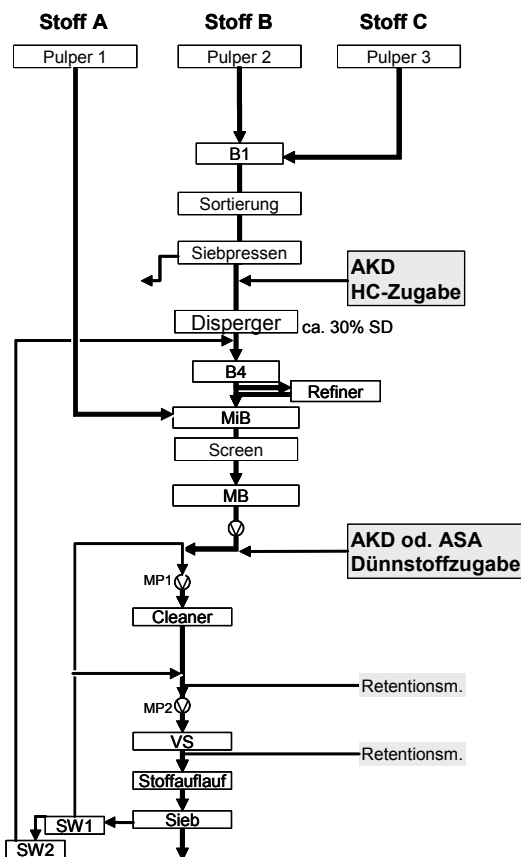 Stoff A
Stoff B
Stoff C
Pulper 1
Pulper 2
Pulper 3
B1
Sortierung
Siebpressen
AKD
HC-Zugabe
Disperger
ca. 30% SD
B4
Refiner
MiB
Screen
MB
AKD od. ASA
Dünnstoffzugabe
MP1
Cleaner
Retentionsm.
MP2
VS
Retentionsm.
Stoffauflauf
Sieb
SW1
SW2